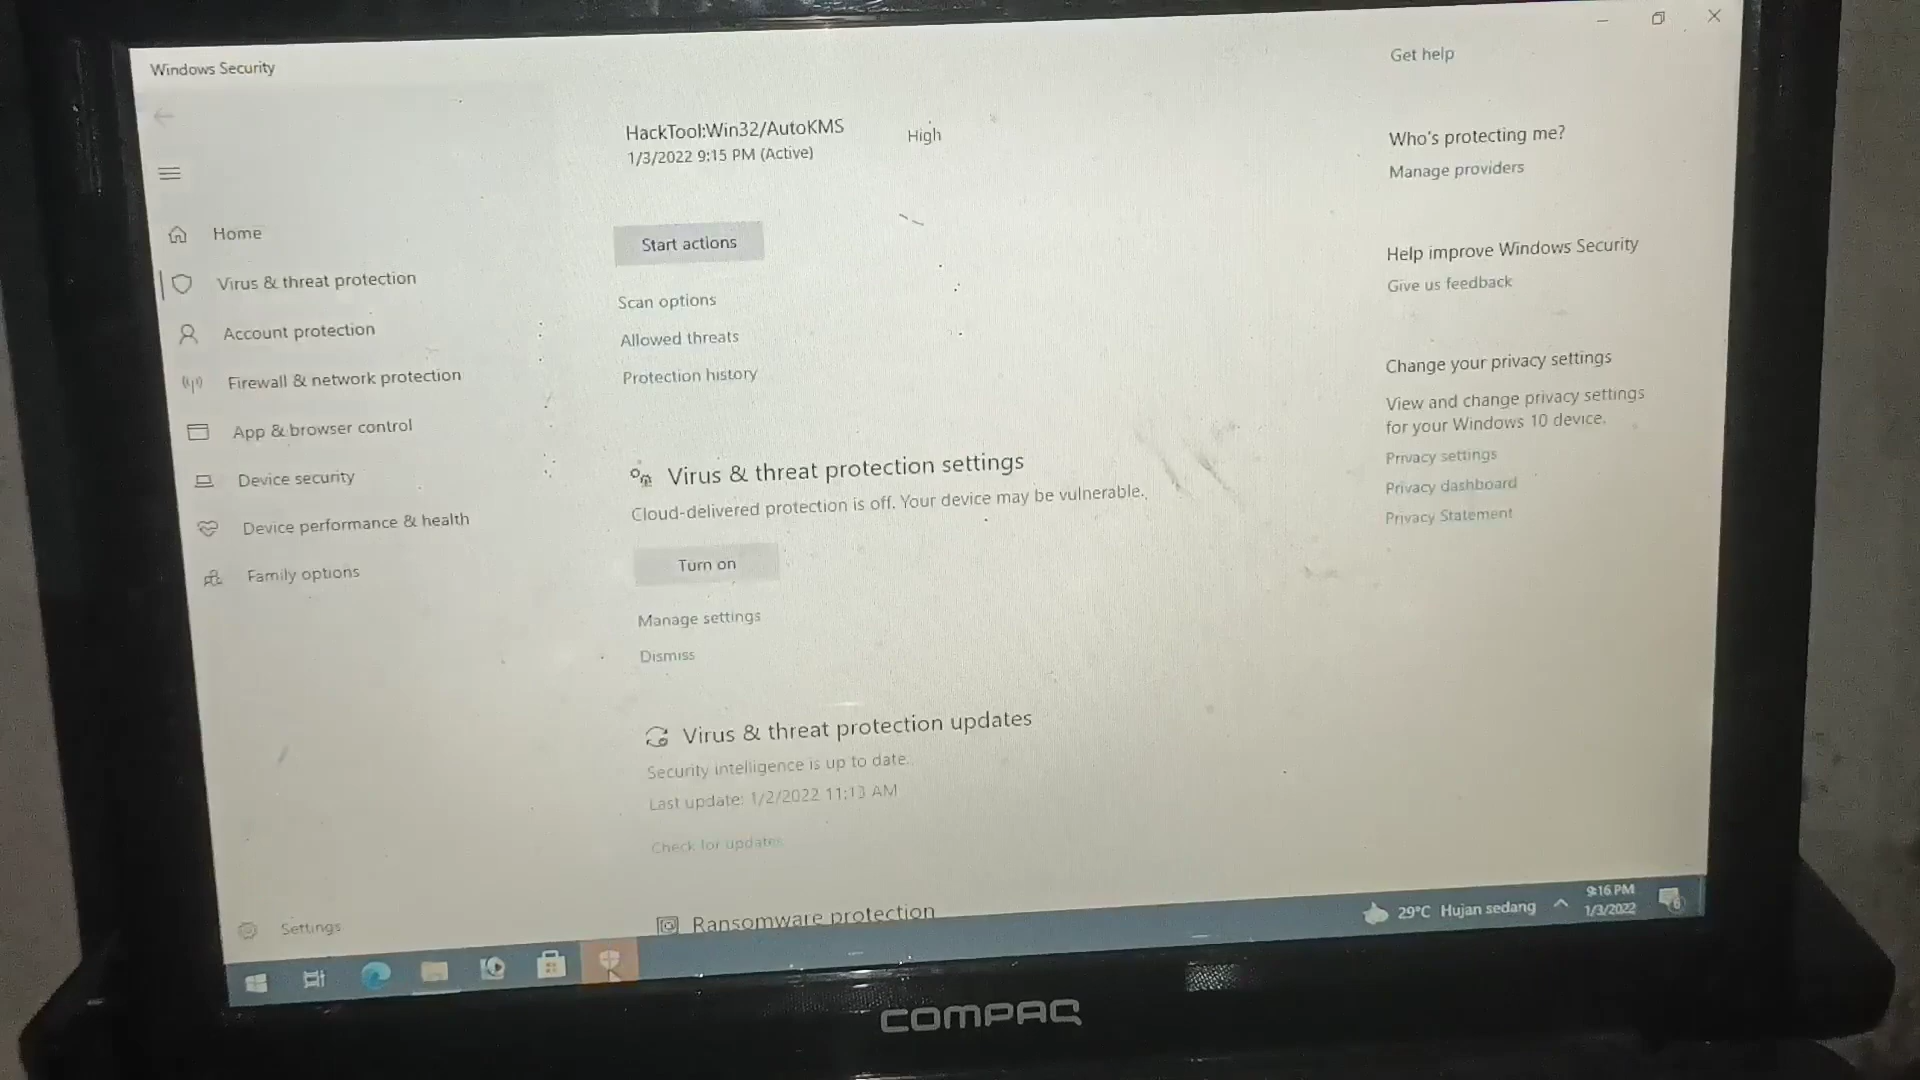 Windows Security
Home
Virus & threat protection
Account protection
Firewall & network protection
App & browser control
Device security
Device performance & health
Family options
Settings
HackTool:Win32/AutoKMS
High
1/3/2022 9:15 PM (Active)
Start actions
Scan options
Allowed threats
Protection history
Virus & threat protection settings
Cloud-delivered protection is off. Your device may be vulnerable.
Turn on
Manage settings
Dismiss
Virus & threat protection updates
Security intelligence is up to date.
Last update: 1/2/2022 11:13 AM
Check for updates
Ransomware protection
Get help
Who's protecting me?
Manage providers
Help improve Windows Security
Give us feedback
Change your privacy settings
View and change privacy settings
for your Windows 10 device.
Privacy settings
Privacy dashboard
Privacy Statement
29°C Hujan sedang
9:16 PM
1/3/2022
6
COMPAQ